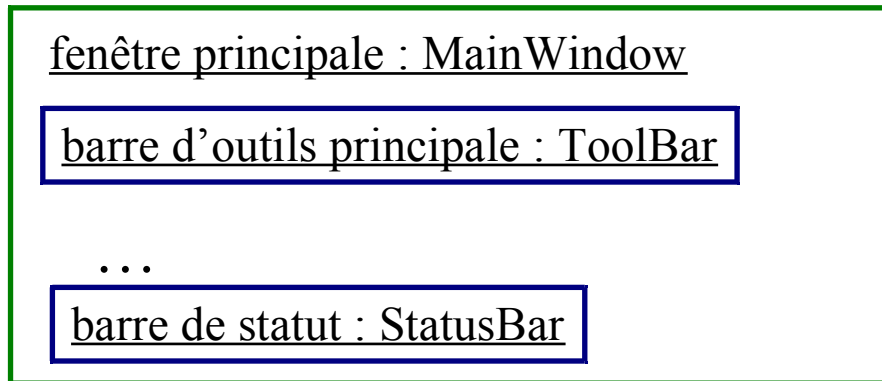 fenêtre principale : MainWindow
barre d’outils principale : ToolBar
…
barre de statut : StatusBar